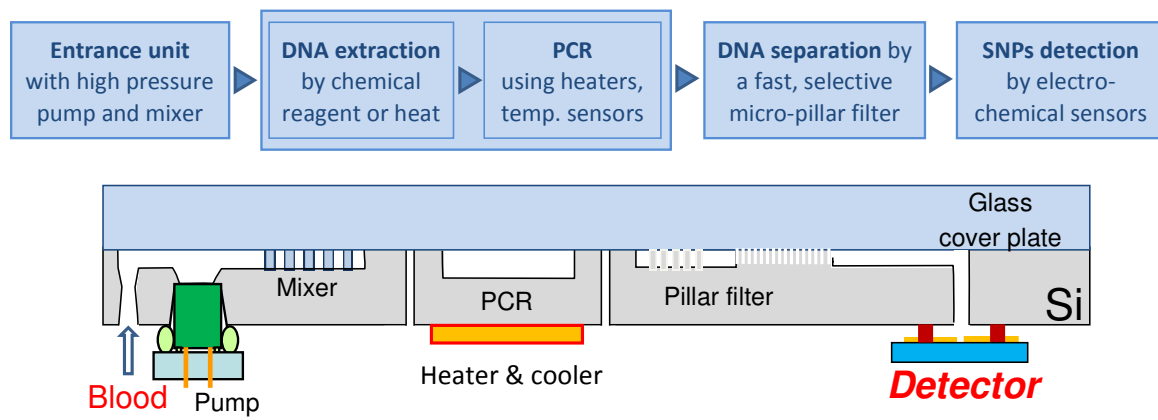 Entrance unit
with high pressure
pump and mixer
DNA extraction
by chemical
reagent or heat
PCR
using heaters,
temp. sensors
DNA separation by
a fast, selective
micro-pillar filter
SNPs detection
by electro-
chemical sensors
Glass
cover plate
Mixer
PCR
Pillar filter
Si
Blood
Pump
Heater & cooler
Detector